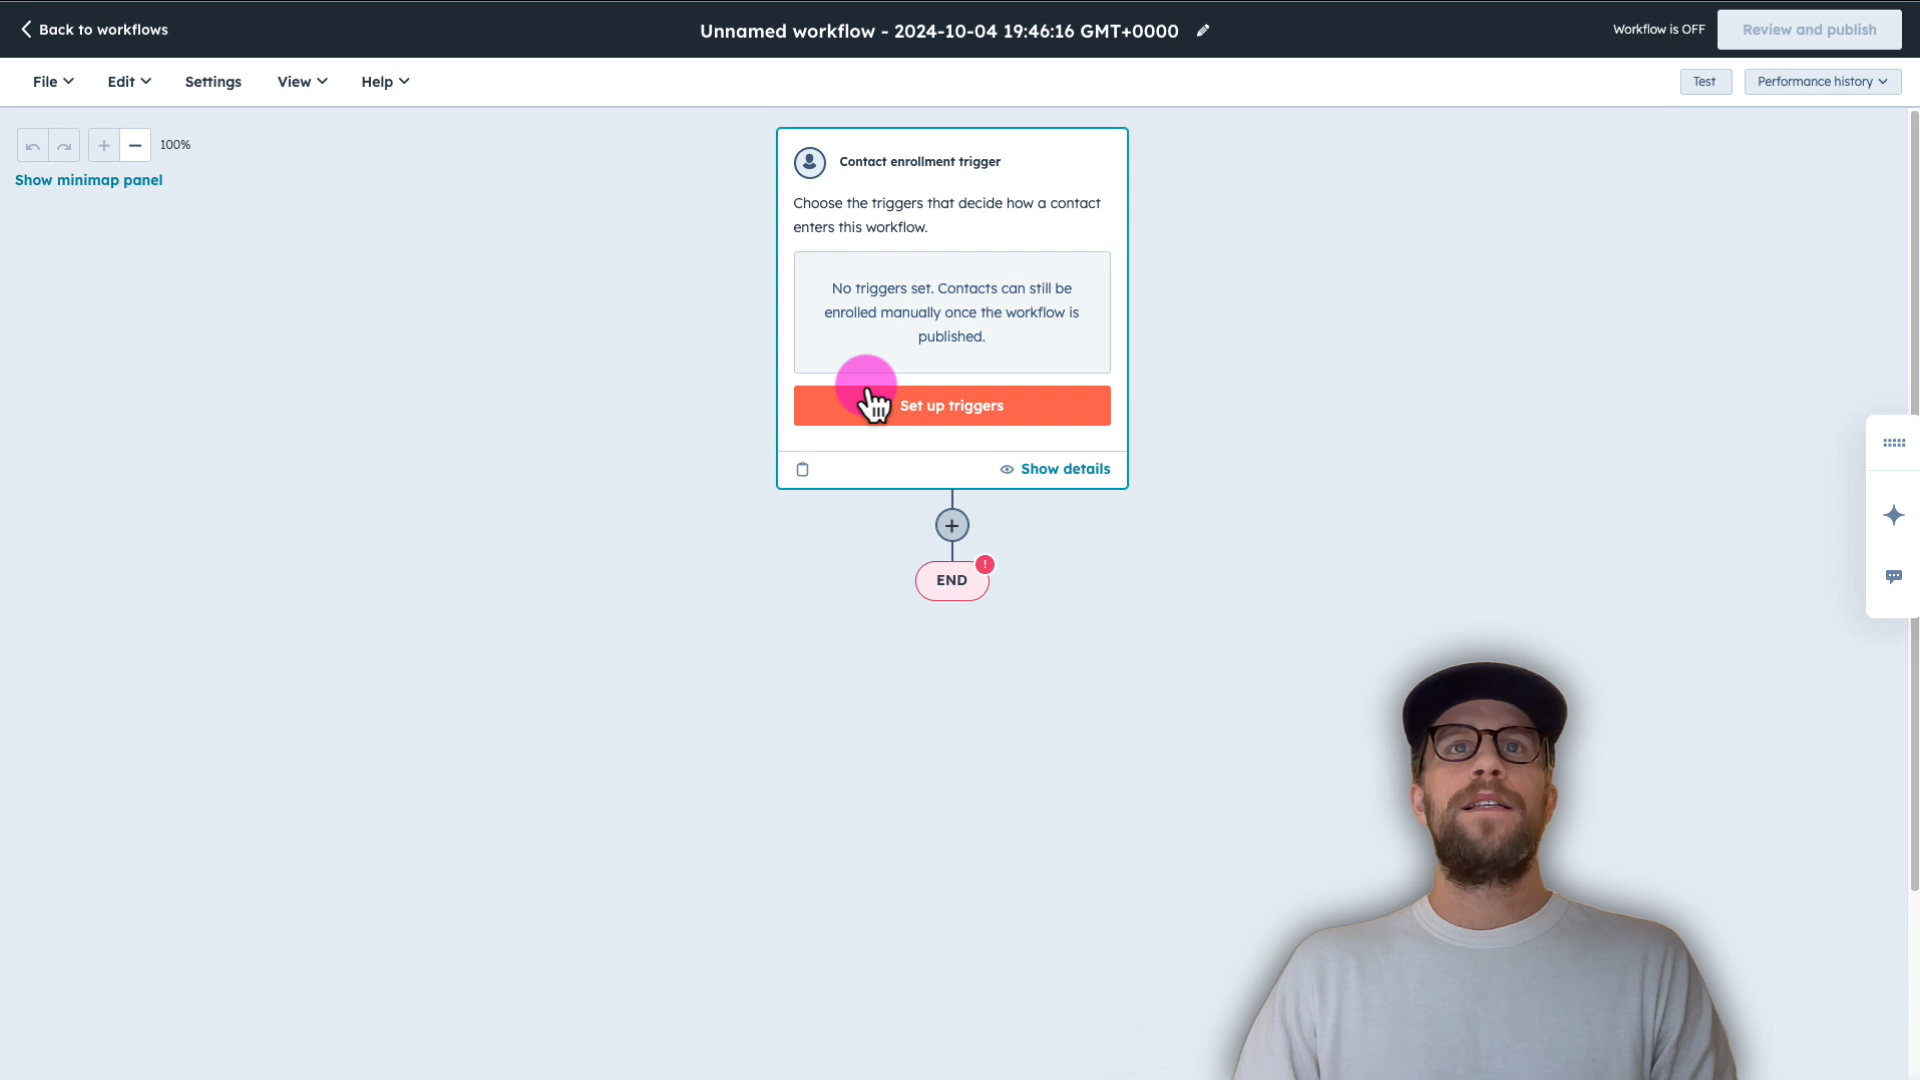 Back to workflows
Unnamed workflow - 2024-10-04 19:46:16 GMT+0000
Workflow is OFF
Review and publish
File
Edit
Settings
View
Help
Test
Performance history
100%
Show minimap panel
Contact enrollment trigger
Choose the triggers that decide how a contact
enters this workflow.
No triggers set. Contacts can still be
enrolled manually once the workflow is
published.
Set up triggers
Show details
END
!